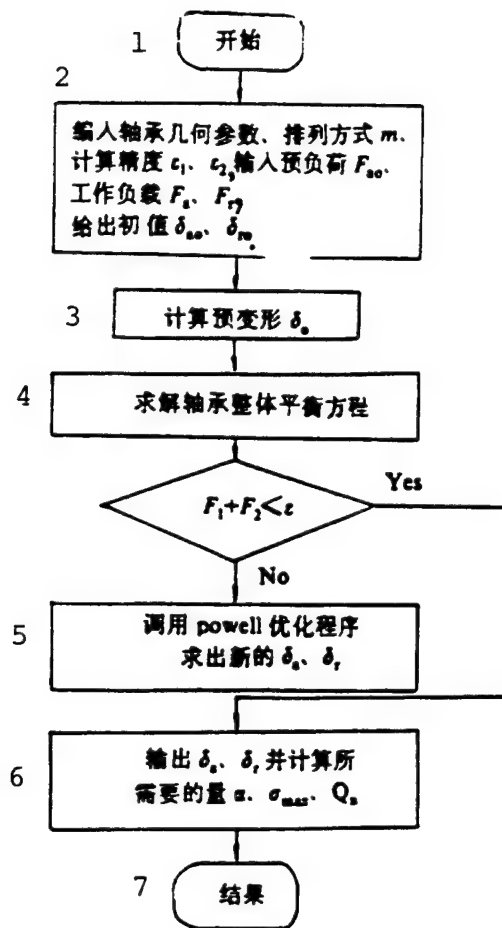 1
开始
2
编入轴承几何参数、排列方式 m、
计算精度 ε₁、ε₂,输入预负荷 Fₐ₀、
工作负载 Fₐ、Fᵣ,
给出初值 δₐ₀、δᵣ₀。
3
计算预变形 δ₀
4
求解轴承整体平衡方程
F₁+F₂<ε
Yes
No
5
调用 powell 优化程序
求出新的 δₐ、δᵣ
6
输出 δₐ、δᵣ 并计算所
需要的量 α、σₘₐₓ、Qₙ
7
结果